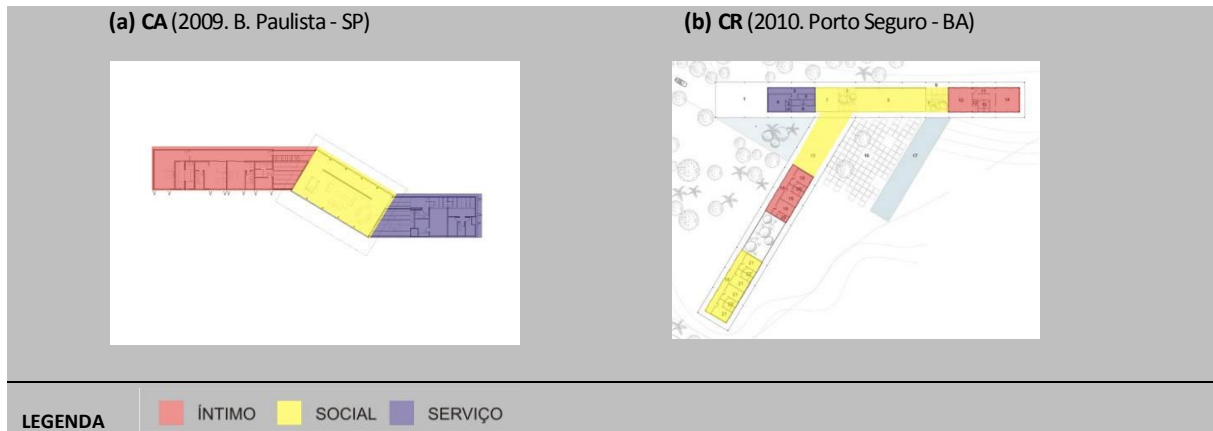 (a) CA (2009. B. Paulista - SP)
(b) CR (2010. Porto Seguro - BA)
LEGENDA
ÍNTIMO
SOCIAL
SERVIÇO